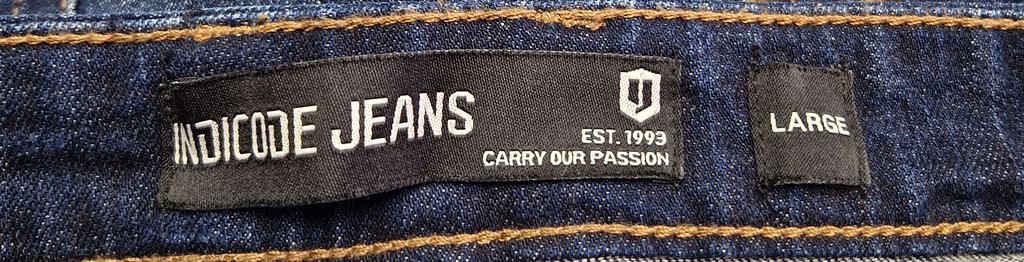 INDICODE JEANS
EST. 1993
CARRY OUR PASSION
LARGE